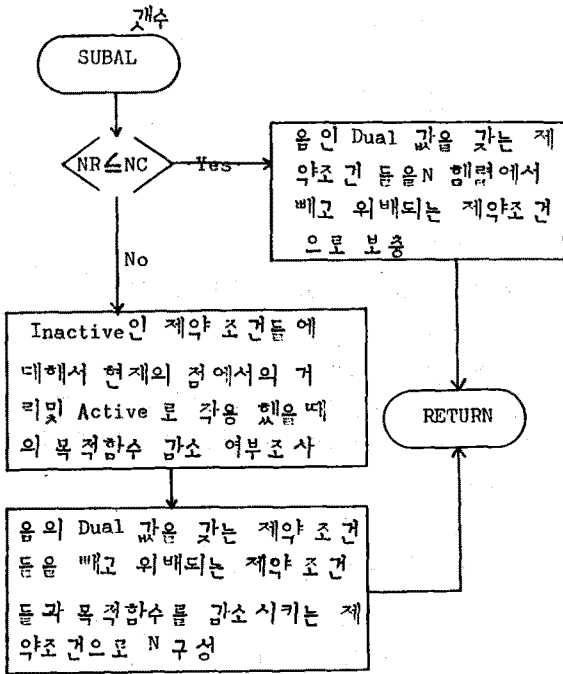 갯수
SUBAL
NR≦NC
Yes
음인 Dual 값을 갖는 제
약조건 들을 N 행렬에서
빼고 위배되는 제약조건
으로 보충
No
Inactive인 제약 조건들에
대해서 현재의 점에서의 거
리및 Active 로 작용 했을때
의 목적함수 감소 여부조사
RETURN
음의 Dual 값을 갖는 제약 조건
들을 빼고 위배되는 제약조건
들과 목적함수를 감소시키는 제
약조건으로 N 구성